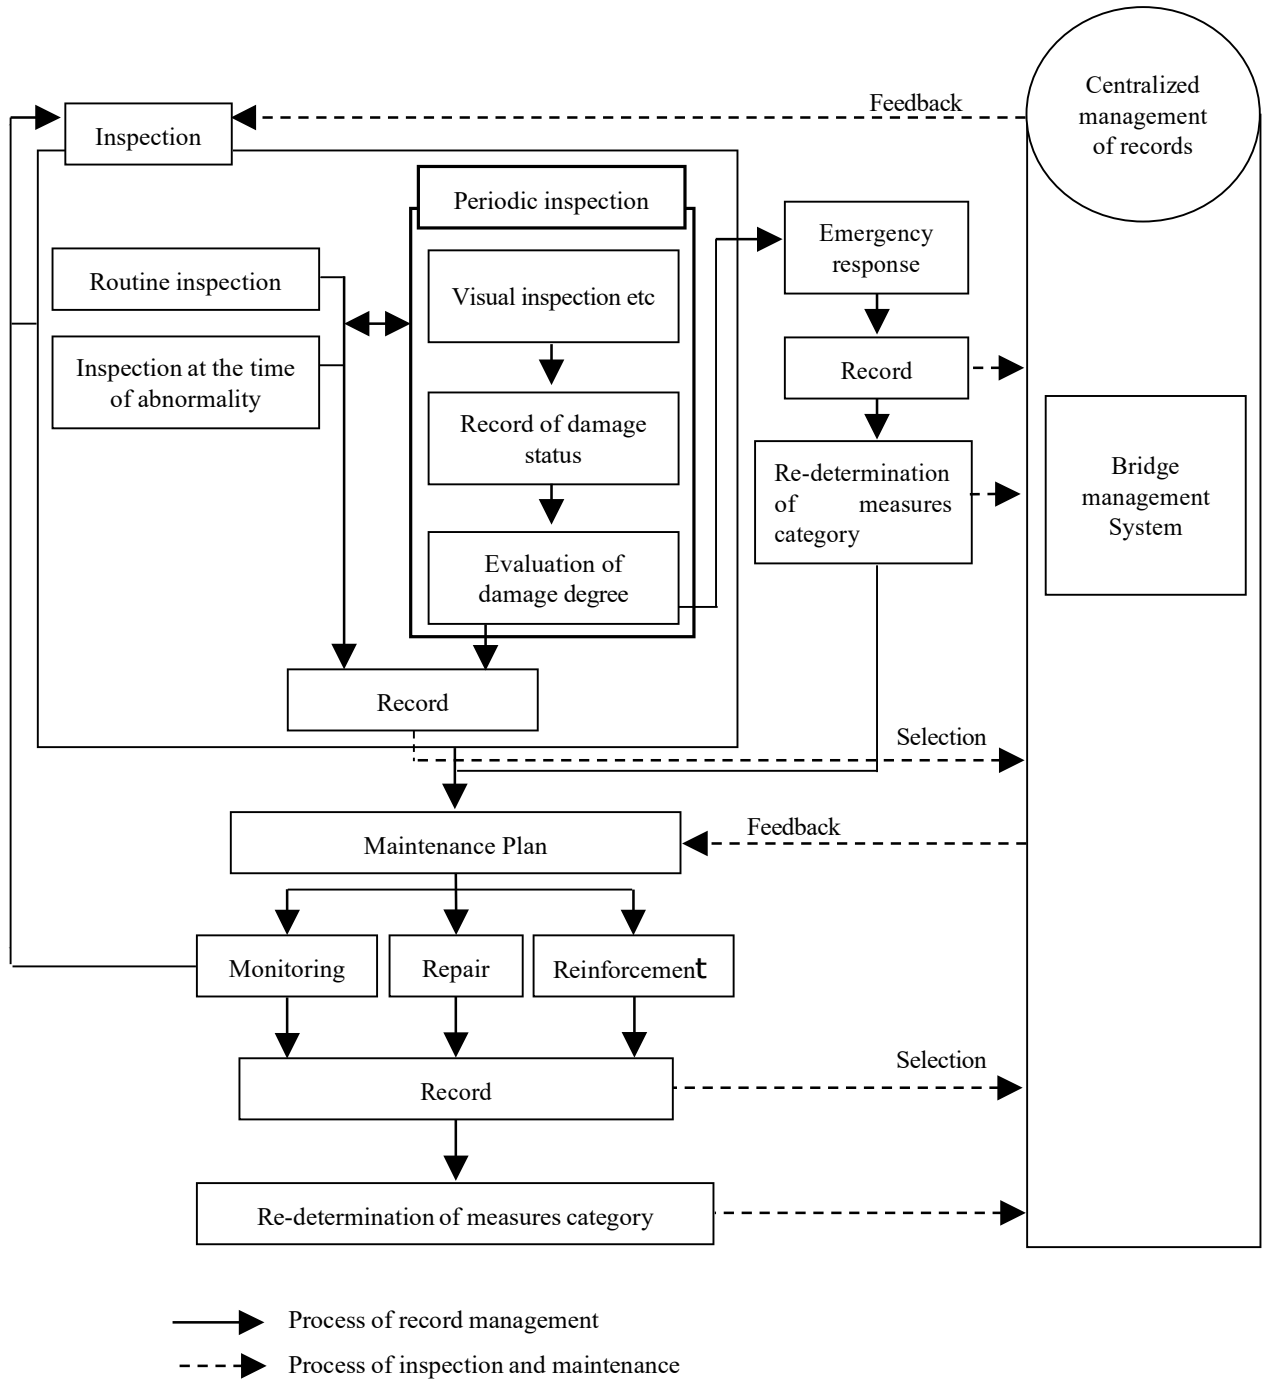 Centralized
management
of records
Feedback
Inspection
Periodic inspection
Emergency
response
Routine inspection
Visual inspection etc
Inspection at the time
of abnormality
Record
Record of damage
status
Re-determination
of measures
category
Bridge
management
System
Evaluation of
damage degree
Record
Selection
Feedback
Maintenance Plan
Monitoring
Repair
Reinforcement
Selection
Record
Re-determination of measures category
Process of record management
Process of inspection and maintenance